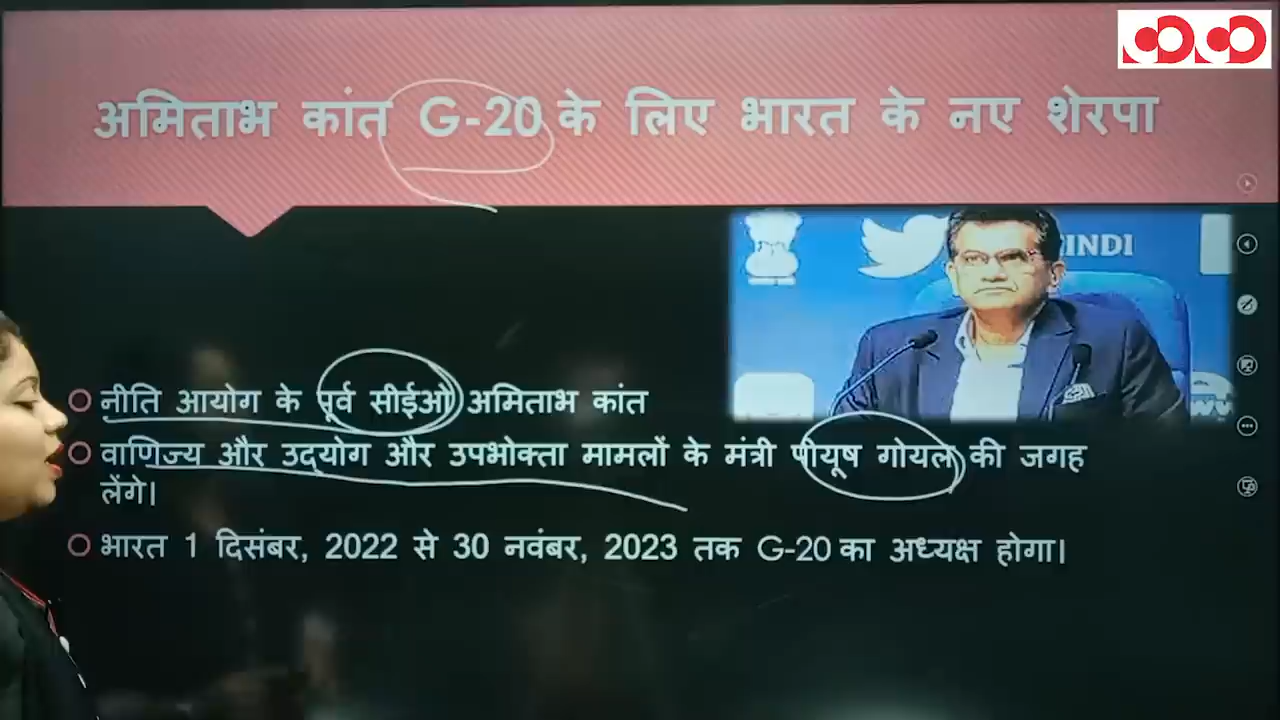 अमिताभ कांत G-20 के लिए भारत के नए शेरपा
INDI
नीति आयोग के पूर्व सीईओ अमिताभ कांत
वाणिज्य और उद्योग और उपभोक्ता मामलों के मंत्री पीयूष गोयल की जगह
लेंगे।
भारत 1 दिसंबर, 2022 से 30 नवंबर, 2023 तक G-20 का अध्यक्ष होगा।